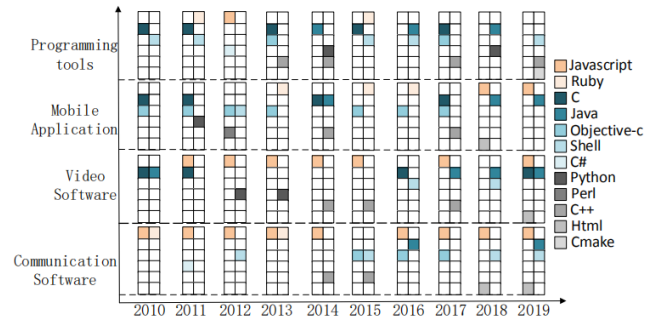 Programming
tools
Mobile
Application
Video
Software
Communication
Software
Javascript
Ruby
C
Java
Objective-c
Shell
C#
Python
Perl
C++
Html
Cmake
2010 2011 2012 2013 2014 2015 2016 2017 2018 2019